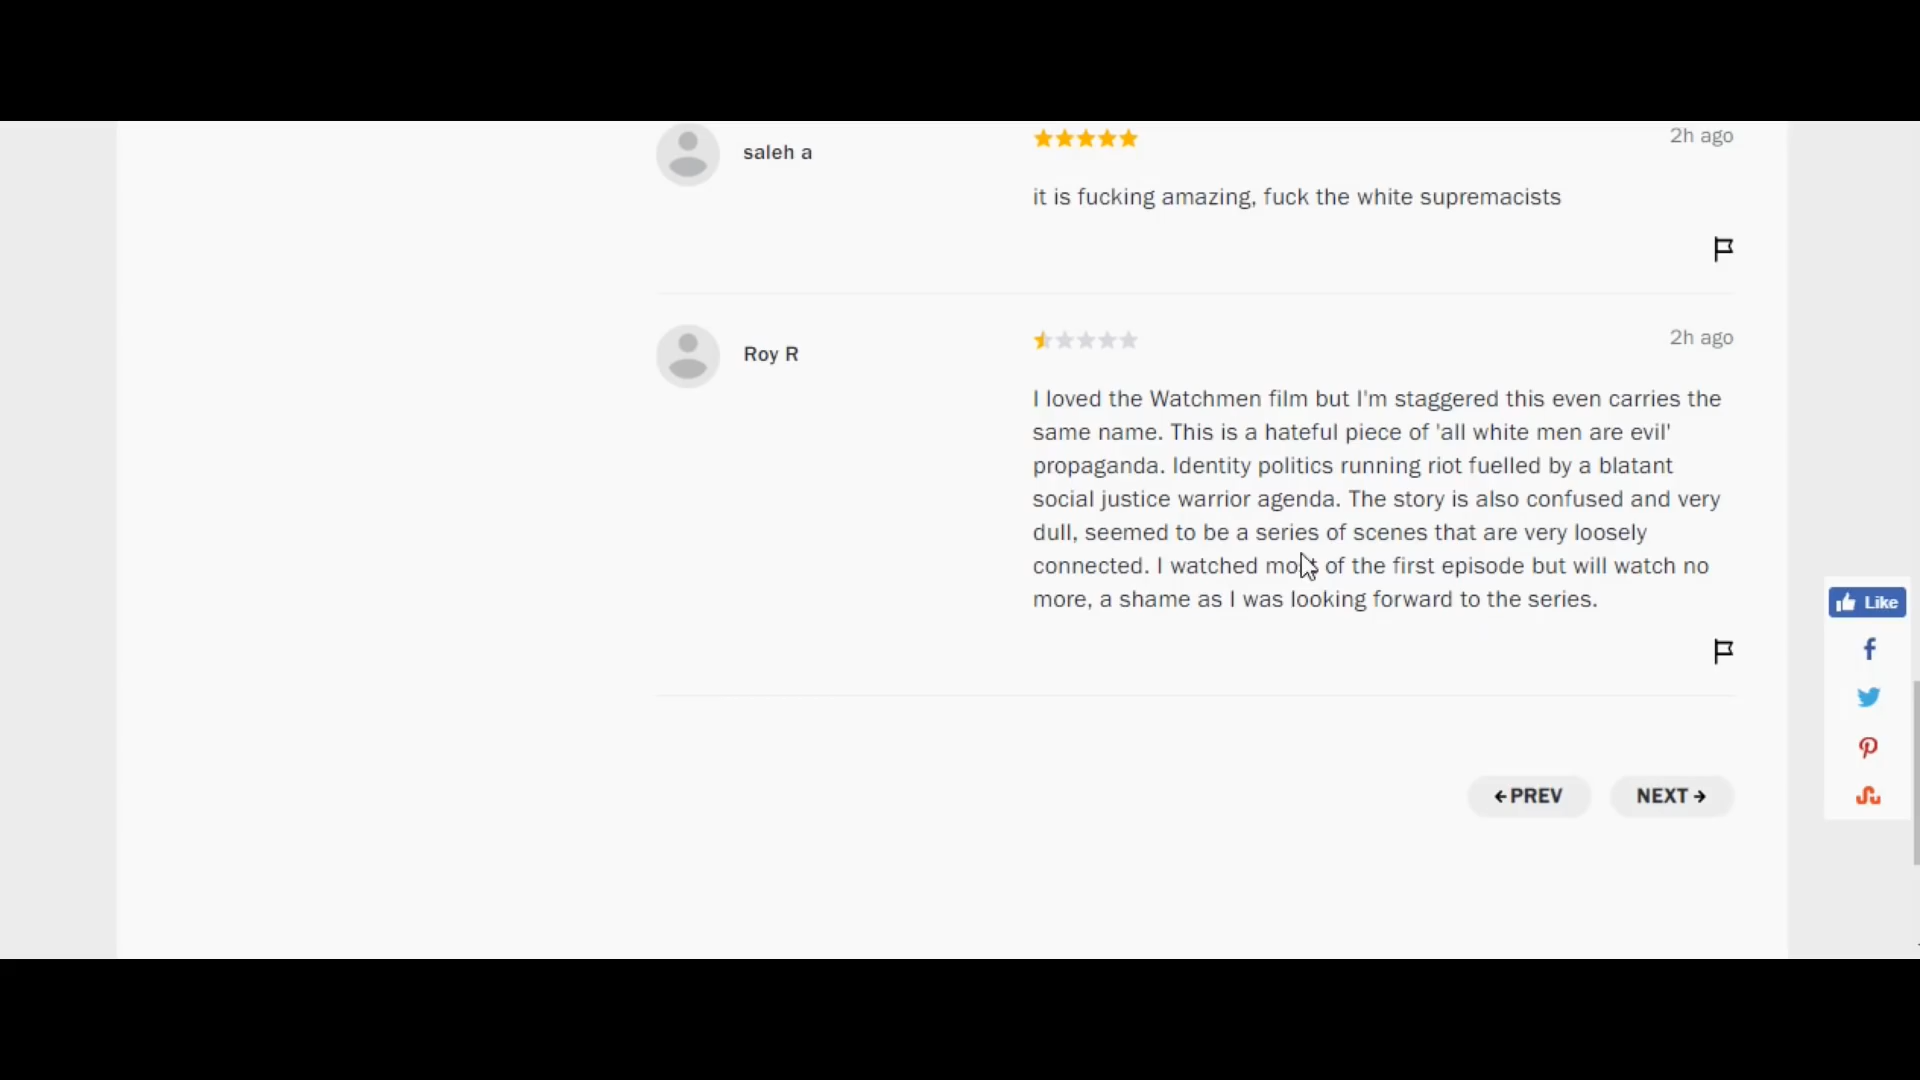 saleh a
2h ago
it is fucking amazing, fuck the white supremacists
Roy R
2h ago
I loved the Watchmen film but I'm staggered this even carries the
same name. This is a hateful piece of 'all white men are evil'
propaganda. Identity politics running riot fuelled by a blatant
social justice warrior agenda. The story is also confused and very
dull, seemed to be a series of scenes that are very loosely
connected. I watched most of the first episode but will watch no
more, a shame as I was looking forward to the series.
Like
PREV
NEXT